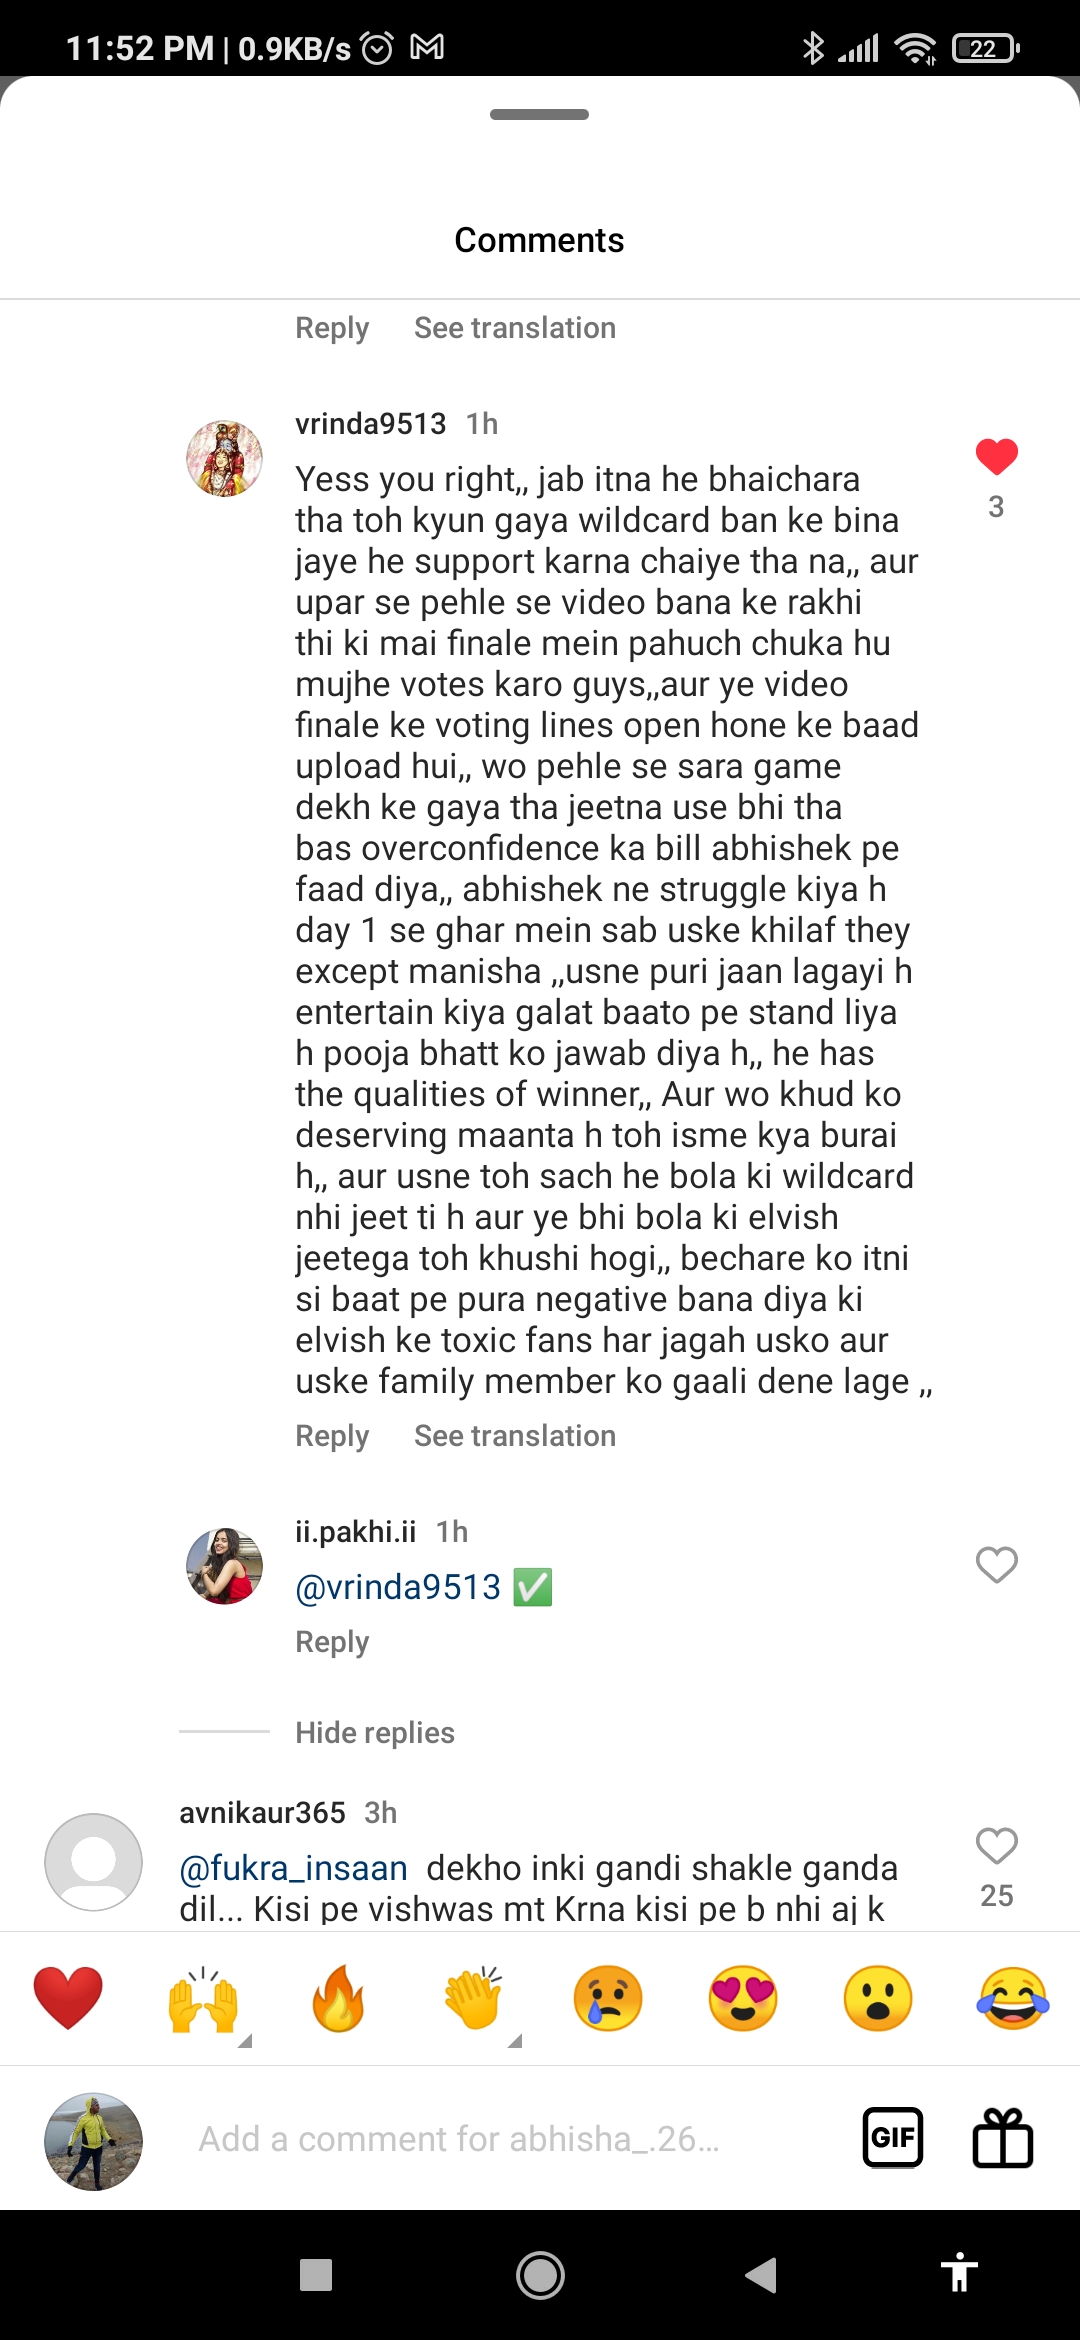 11:52 PM | 0.9KB/s
22
Comments
Reply See translation
vrinda9513 1h
Yess you right,, jab itna he bhaichara
tha toh kyun gaya wildcard ban ke bina
jaye he support karna chaiye tha na,, aur
upar se pehle se video bana ke rakhi
thi ki mai finale mein pahuch chuka hu
mujhe votes karo guys,,aur ye video
finale ke voting lines open hone ke baad
upload hui,, wo pehle se sara game
dekh ke gaya tha jeetna use bhi tha
bas overconfidence ka bill abhishek pe
faad diya,, abhishek ne struggle kiya h
day 1 se ghar mein sab uske khilaf they
except manisha ,,usne puri jaan lagayi h
entertain kiya galat baato pe stand liya
h pooja bhatt ko jawab diya h,, he has
the qualities of winner,, Aur wo khud ko
deserving maanta h toh isme kya burai
h,, aur usne toh sach he bola ki wildcard
nhi jeet ti h aur ye bhi bola ki elvish
jeetega toh khushi hogi,, bechare ko itni
si baat pe pura negative bana diya ki
elvish ke toxic fans har jagah usko aur
uske family member ko gaali dene lage ,,
3
Reply See translation
ii.pakhi.ii 1h
@vrinda9513 ✅
Reply
Hide replies
avnikaur365 3h
@fukra_insaan dekho inki gandi shakle ganda
dil... Kisi pe vishwas mt Krna kisi pe b nhi aj k
25
❤️ 🙌 🔥 👏 😢 😍 😮 😂
Add a comment for abhisha_.26...
GIF